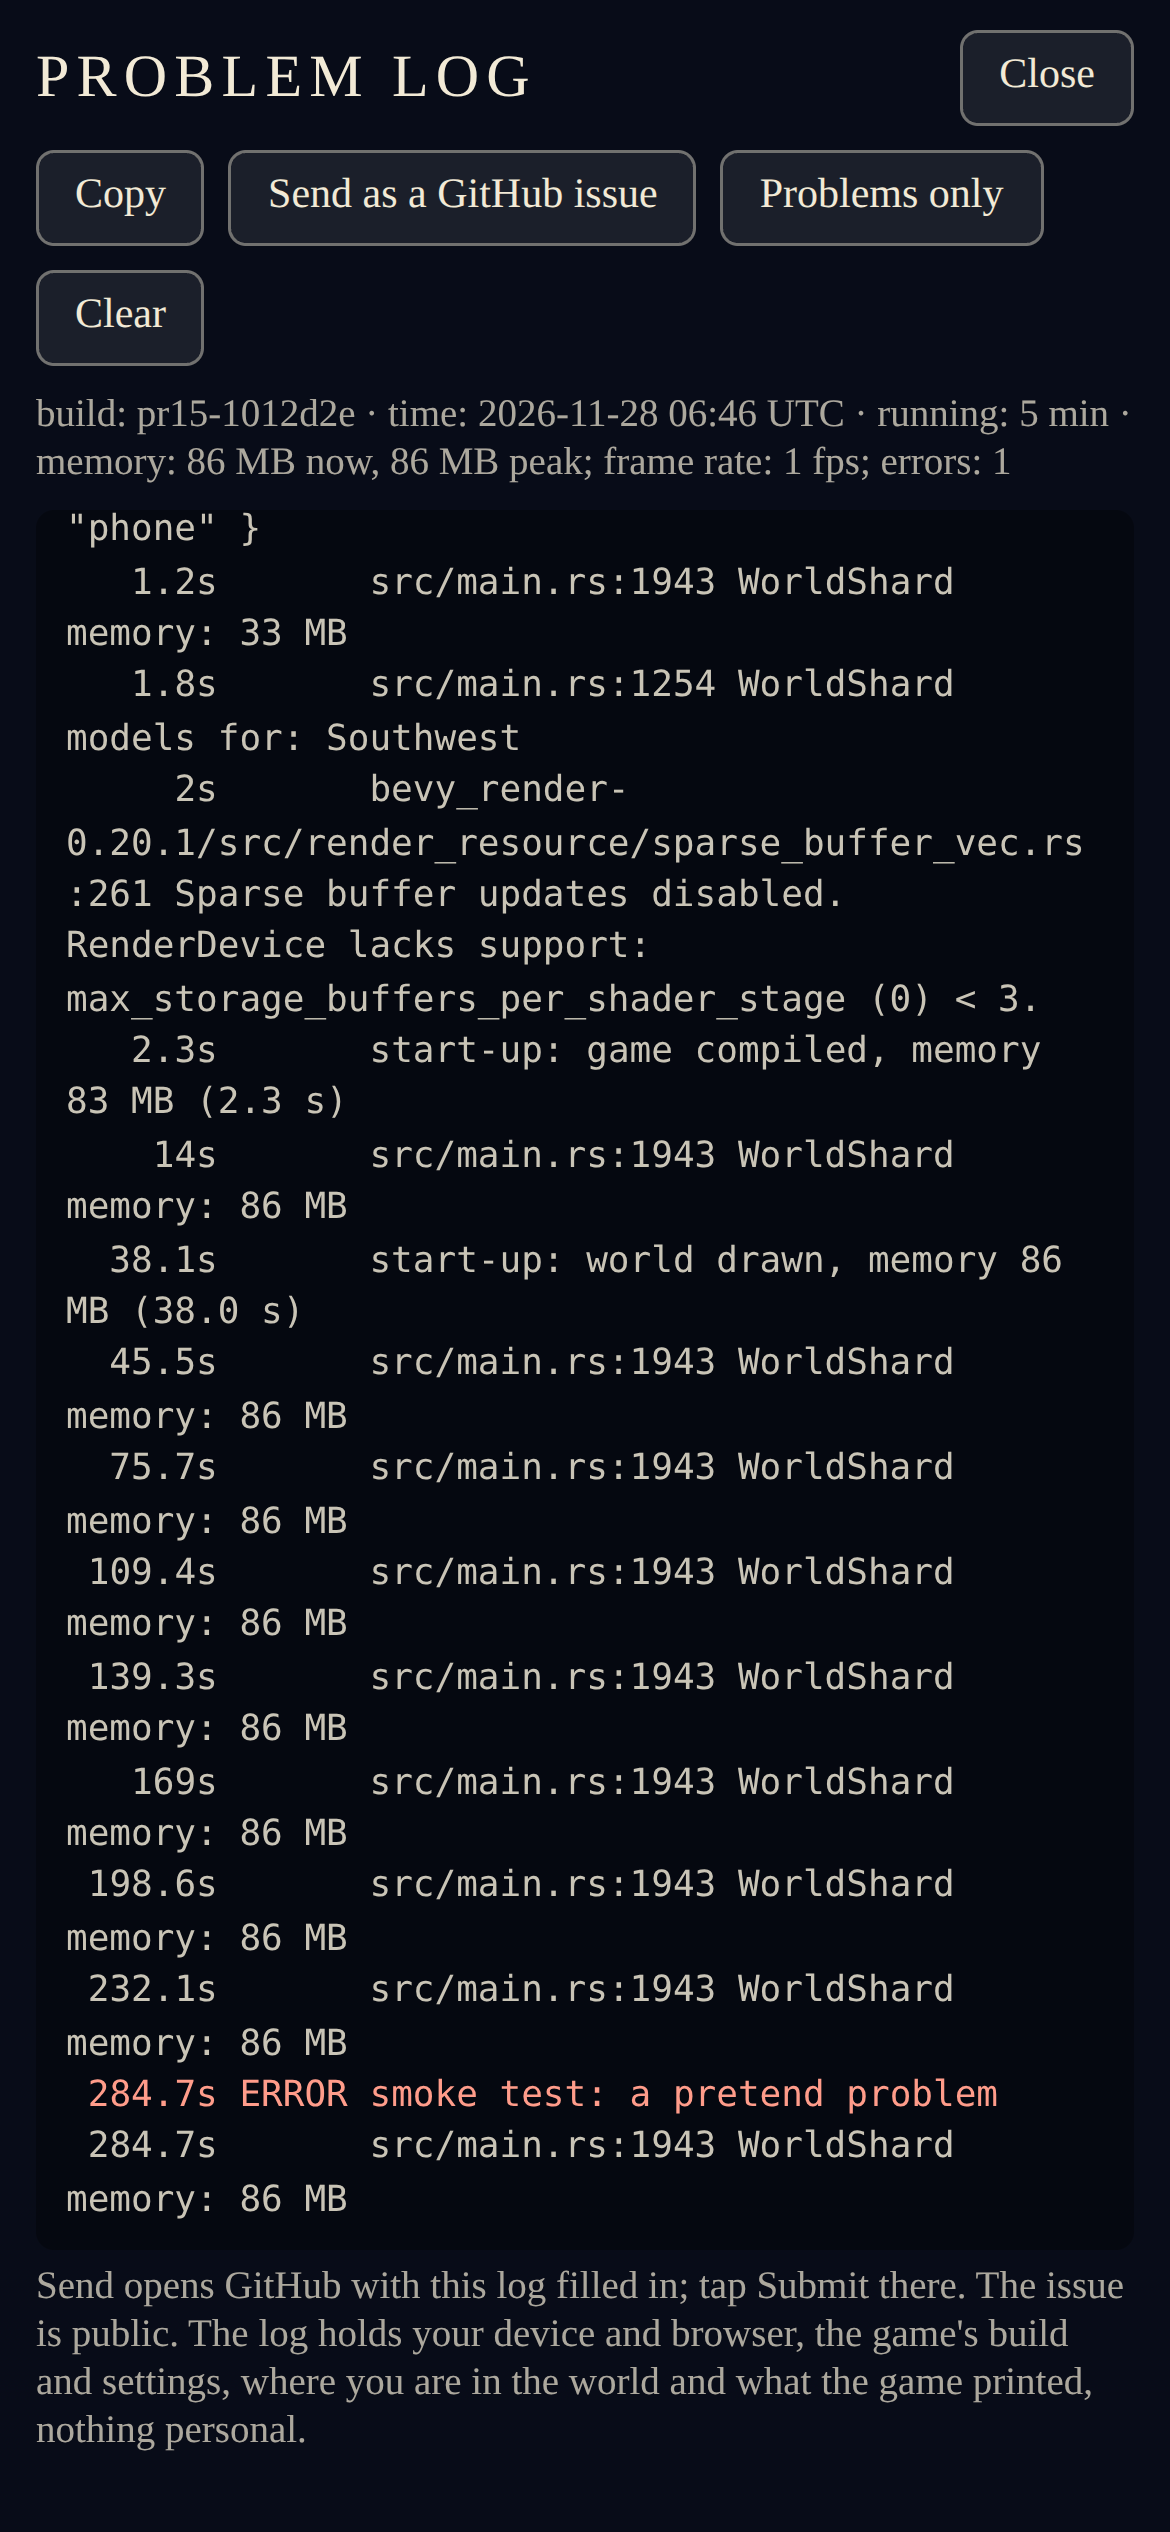 PROBLEM LOG
Close
Copy
Send as a GitHub issue
Problems only
Clear
build: pr15-1012d2e · time: 2026-11-28 06:46 UTC · running: 5 min ·
memory: 86 MB now, 86 MB peak; frame rate: 1 fps; errors: 1
"phone" }
1.2s       src/main.rs:1943 WorldShard
memory: 33 MB
1.8s       src/main.rs:1254 WorldShard
models for: Southwest
2s       bevy_render-
0.20.1/src/render_resource/sparse_buffer_vec.rs
:261 Sparse buffer updates disabled.
RenderDevice lacks support:
max_storage_buffers_per_shader_stage (0) < 3.
2.3s       start-up: game compiled, memory
83 MB (2.3 s)
14s       src/main.rs:1943 WorldShard
memory: 86 MB
38.1s       start-up: world drawn, memory 86
MB (38.0 s)
45.5s       src/main.rs:1943 WorldShard
memory: 86 MB
75.7s       src/main.rs:1943 WorldShard
memory: 86 MB
109.4s       src/main.rs:1943 WorldShard
memory: 86 MB
139.3s       src/main.rs:1943 WorldShard
memory: 86 MB
169s       src/main.rs:1943 WorldShard
memory: 86 MB
198.6s       src/main.rs:1943 WorldShard
memory: 86 MB
232.1s       src/main.rs:1943 WorldShard
memory: 86 MB
284.7s ERROR smoke test: a pretend problem
284.7s       src/main.rs:1943 WorldShard
memory: 86 MB
Send opens GitHub with this log filled in; tap Submit there. The issue
is public. The log holds your device and browser, the game's build
and settings, where you are in the world and what the game printed,
nothing personal.